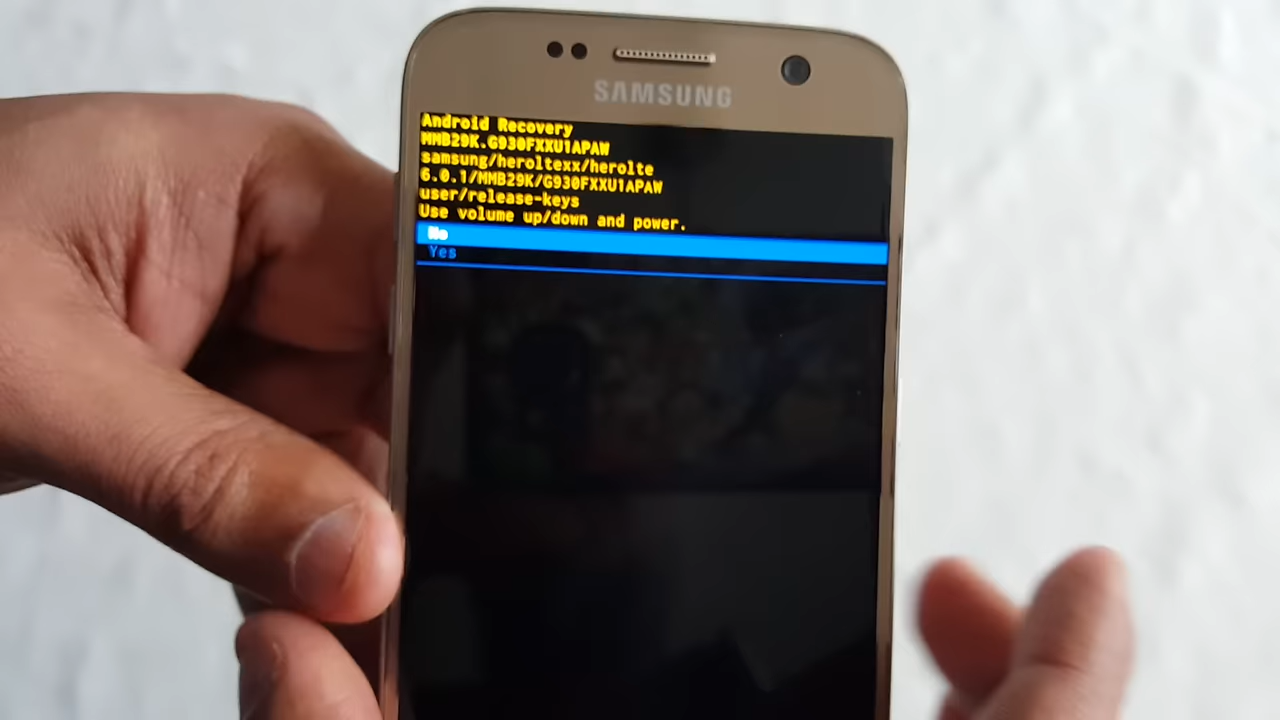 SAMSUNG
Android Recovery
MMB29K.G930FXXU1APAW
samsung/heroltexx/herolte
6.0.1/MMB29K/G930FXXU1APAW
user/release-keys
Use volume up/down and power.
No
Yes